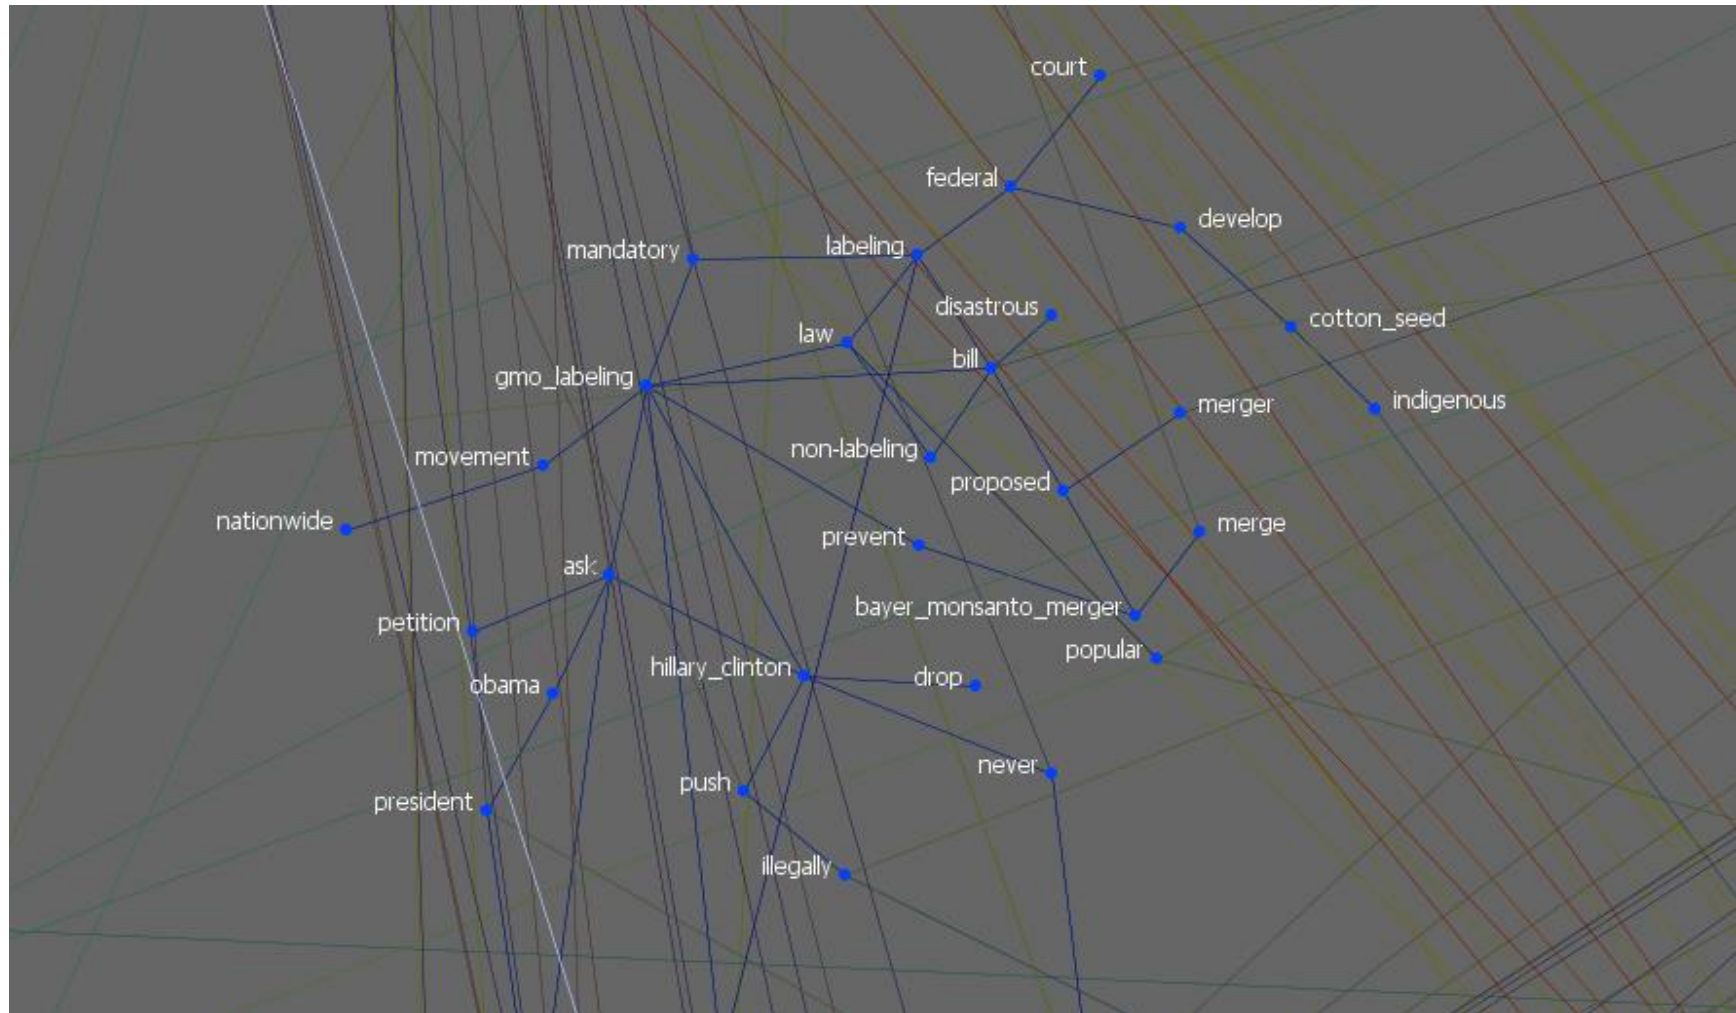 court
federal
develop
mandatory
labeling
disastrous
cotton_seed
law
bill
gmo_labeling
merger
indigenous
movement
non-labeling
proposed
nationwide
merge
prevent
ask
bayer_monsanto_merger
petition
popular
hillary_clinton
drop
obama
never
push
president
illegally